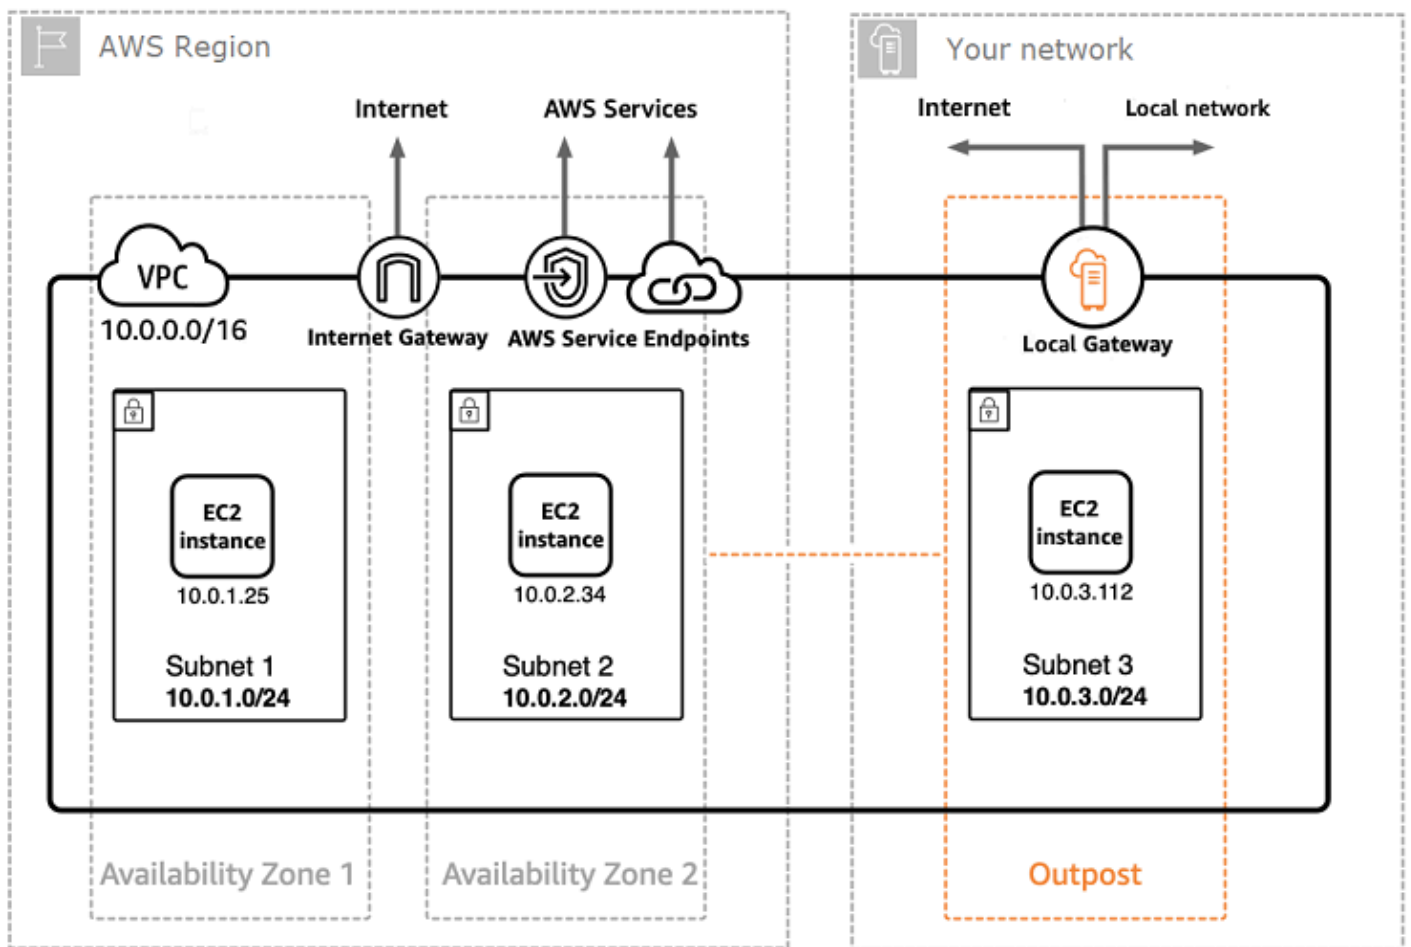 AWS Region
Your network
Internet
AWS Services
Internet
Local network
VPC
10.0.0.0/16
Internet Gateway
AWS Service Endpoints
Local Gateway
EC2
instance
10.0.1.25
Subnet 1
10.0.1.0/24
EC2
instance
10.0.2.34
Subnet 2
10.0.2.0/24
EC2
instance
10.0.3.112
Subnet 3
10.0.3.0/24
Availability Zone 1
Availability Zone 2
Outpost